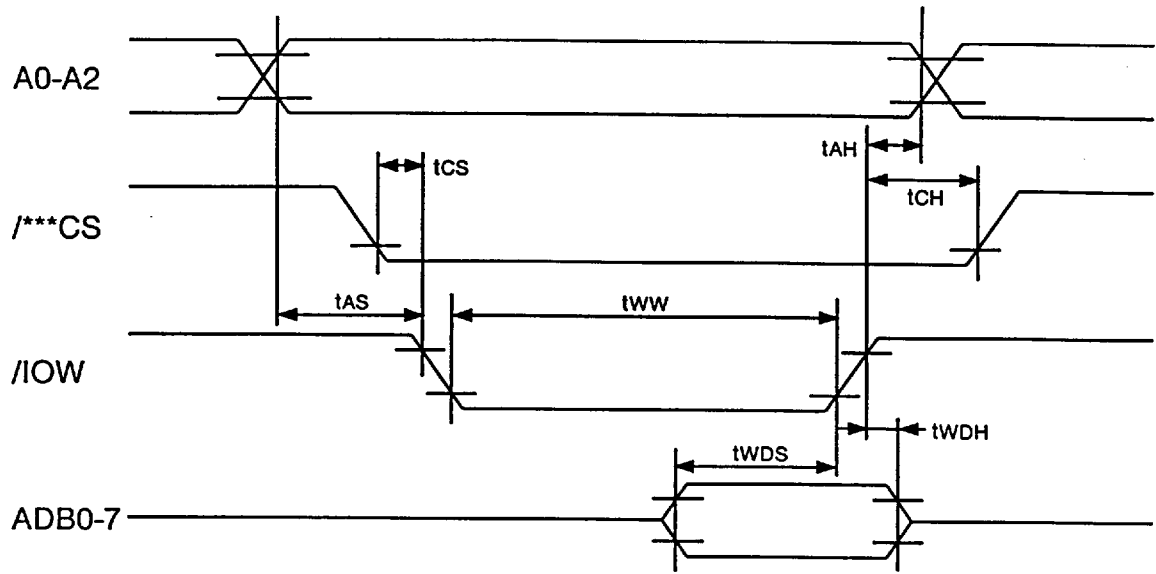 A0-A2
tAH
tCS
tCH
/***CS
tAS
tWW
/IOW
tWDH
tWDS
ADB0-7